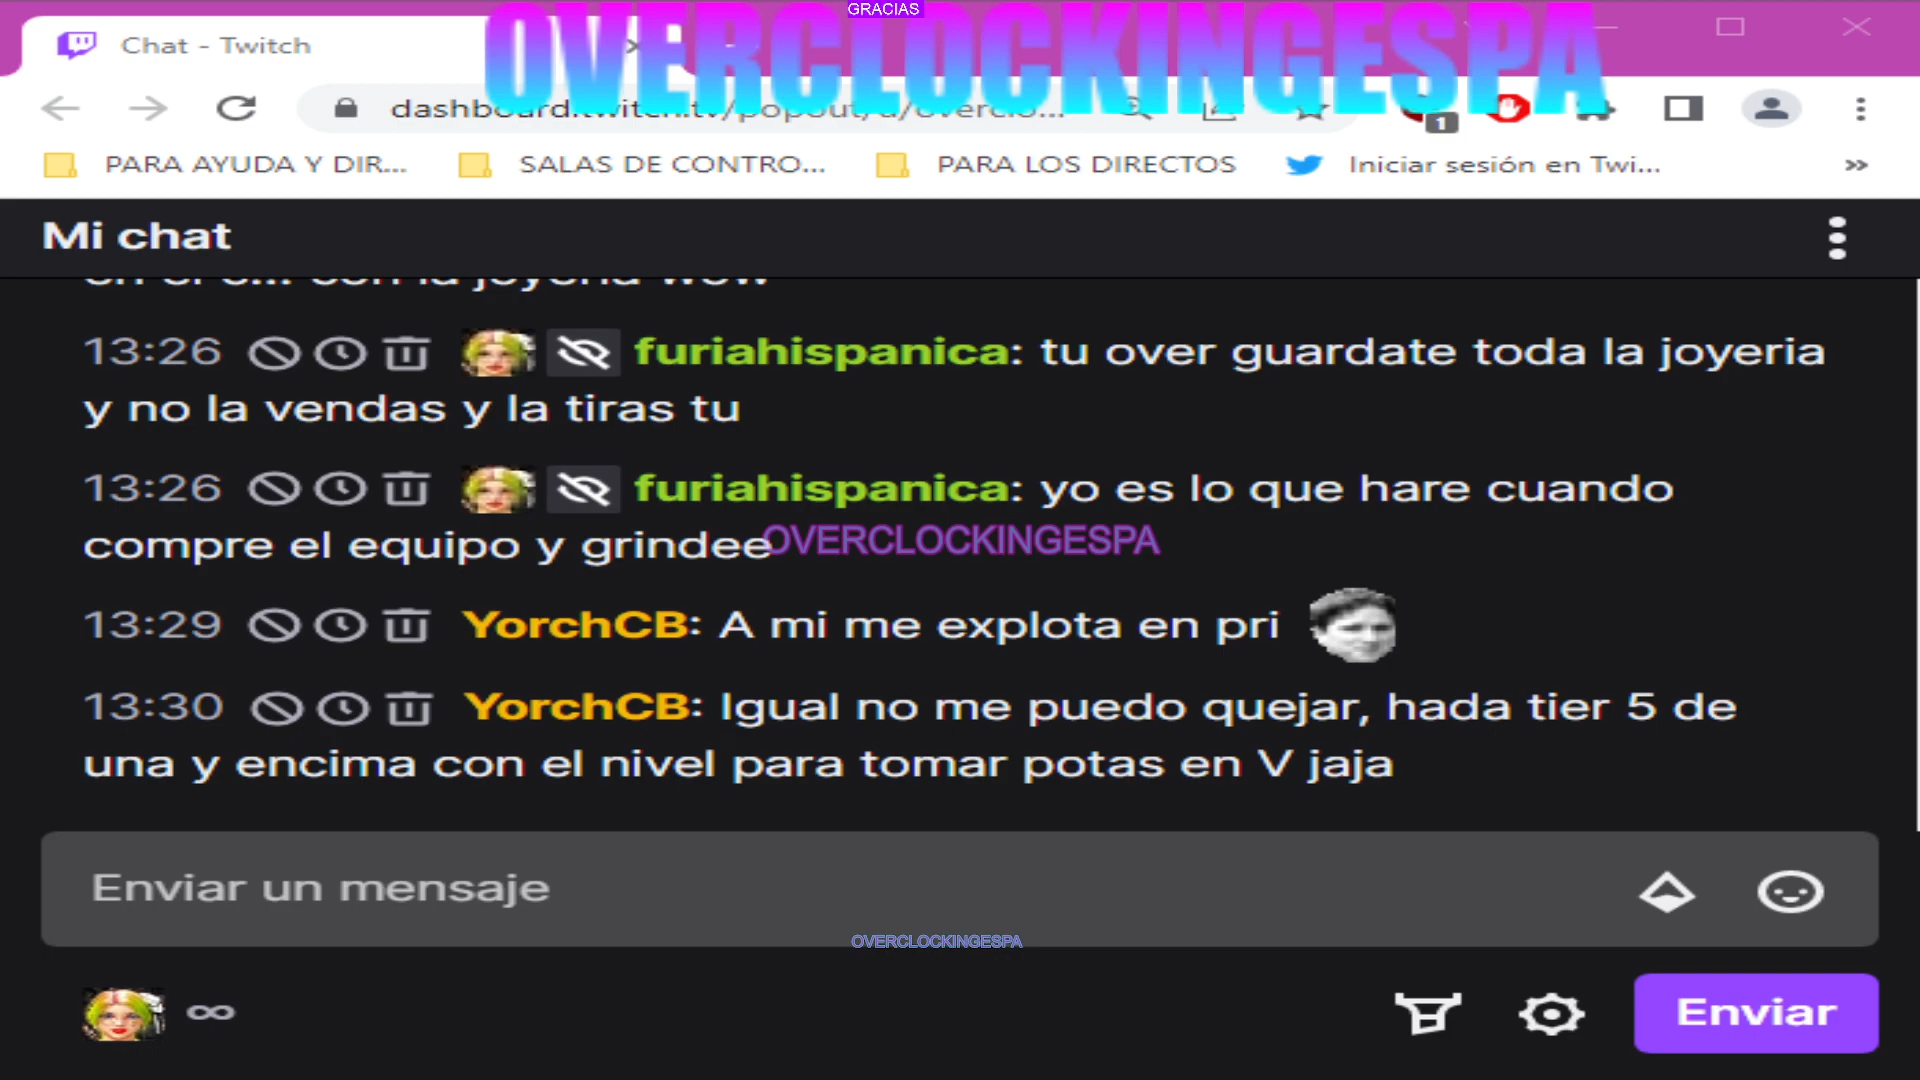 GRACIAS
OVERCLOCKINGESPA
Chat - Twitch
dashboard.twitch.tv/popout/u/overclo...
1
PARA AYUDA Y DIR... SALAS DE CONTRO... PARA LOS DIRECTOS Iniciar sesión en Twi... »
Mi chat
en el 3... con la joyeria wow
13:26 furiahispanica: tu over guardate toda la joyeria
y no la vendas y la tiras tu
13:26 furiahispanica: yo es lo que hare cuando
compre el equipo y grindee
OVERCLOCKINGESPA
13:29 YorchCB: A mi me explota en pri
13:30 YorchCB: Igual no me puedo quejar, hada tier 5 de
una y encima con el nivel para tomar potas en V jaja
Enviar un mensaje
OVERCLOCKINGESPA
∞
Enviar